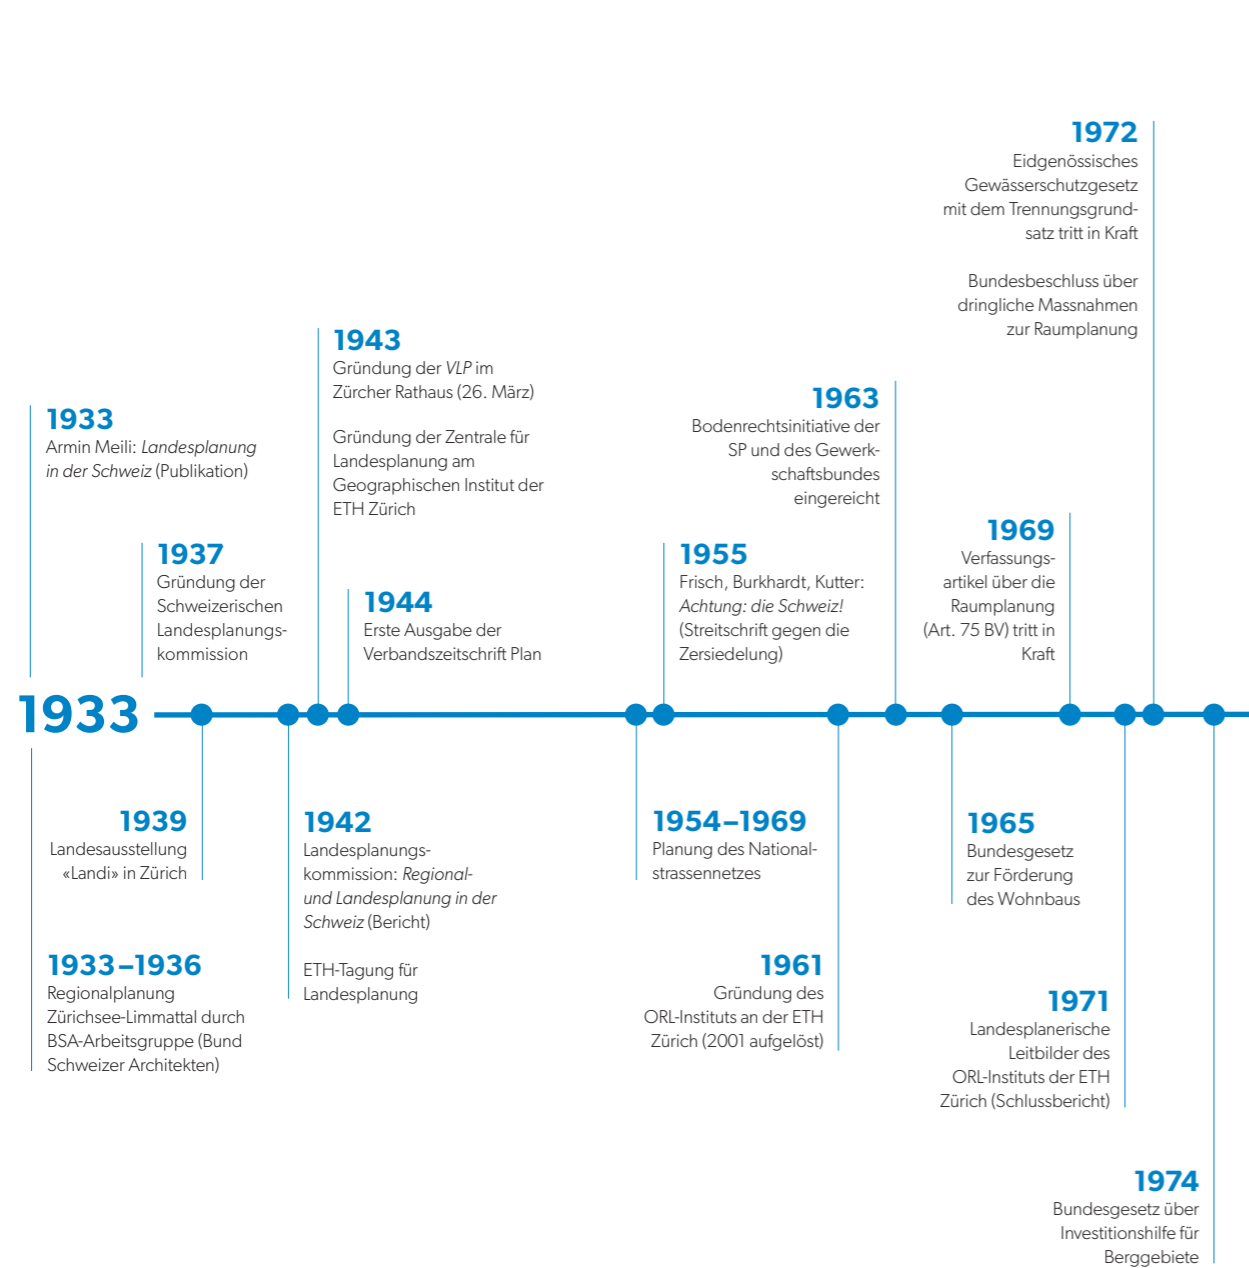 1972
Eidgenössisches
Gewässerschutzgesetz
mit dem Trennungsgrund-
satz tritt in Kraft
Bundesbeschluss über
dringliche Massnahmen
zur Raumplanung
1943
Gründung der VLP im
Zürcher Rathaus (26. März)
Gründung der Zentrale für
Landesplanung am
Geographischen Institut der
ETH Zürich
1963
Bodenrechtsinitiative der
SP und des Gewerk-
schaftsbundes
eingereicht
1933
Armin Meili: Landesplanung
in der Schweiz (Publikation)
1969
Verfassungs-
artikel über die
Raumplanung
(Art. 75 BV) tritt in
Kraft
1937
Gründung der
Schweizerischen
Landesplanungs-
kommission
1955
Frisch, Burkhardt, Kutter:
Achtung: die Schweiz!
(Streitschrift gegen die
Zersiedelung)
1944
Erste Ausgabe der
Verbandszeitschrift Plan
1933
1939
Landesausstellung
«Landi» in Zürich
1942
Landesplanungs-
kommission: Regional-
und Landesplanung in der
Schweiz (Bericht)
ETH-Tagung für
Landesplanung
1954–1969
Planung des National-
strassennetzes
1965
Bundesgesetz
zur Förderung
des Wohnbaus
1933–1936
Regionalplanung
Zürichsee-Limmattal durch
BSA-Arbeitsgruppe (Bund
Schweizer Architekten)
1961
Gründung des
ORL-Instituts an der ETH
Zürich (2001 aufgelöst)
1971
Landesplanerische
Leitbilder des
ORL-Instituts der ETH
Zürich (Schlussbericht)
1974
Bundesgesetz über
Investitionshilfe für
Berggebiete